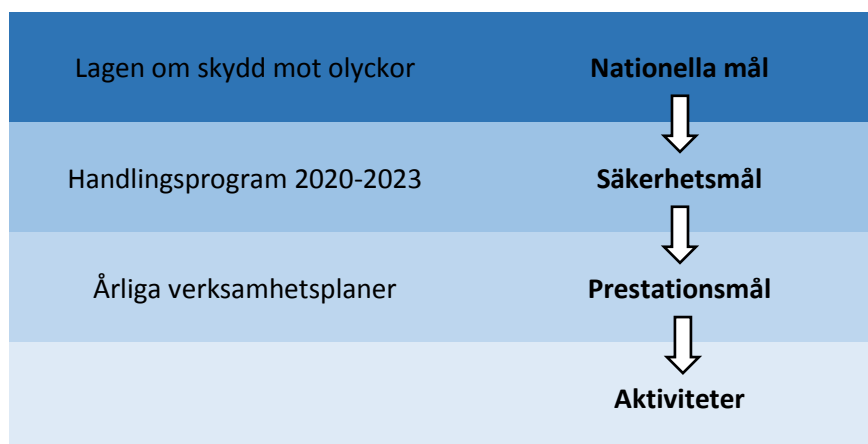 Lagen om skydd mot olyckor
Nationella mål
Handlingsprogram 2020-2023
Säkerhetsmål
Årliga verksamhetsplaner
Prestationsmål
Aktiviteter